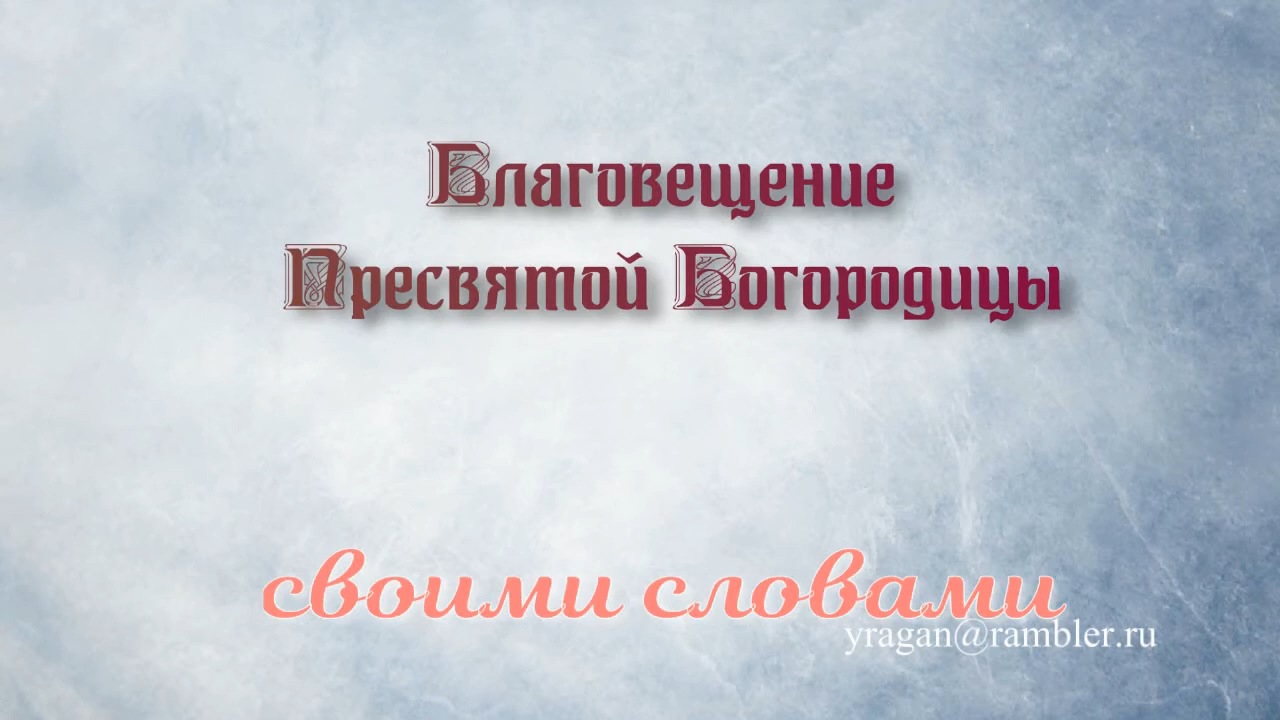 Благовещение
Пресвятой Богородицы
своими словами
yragan@rambler.ru